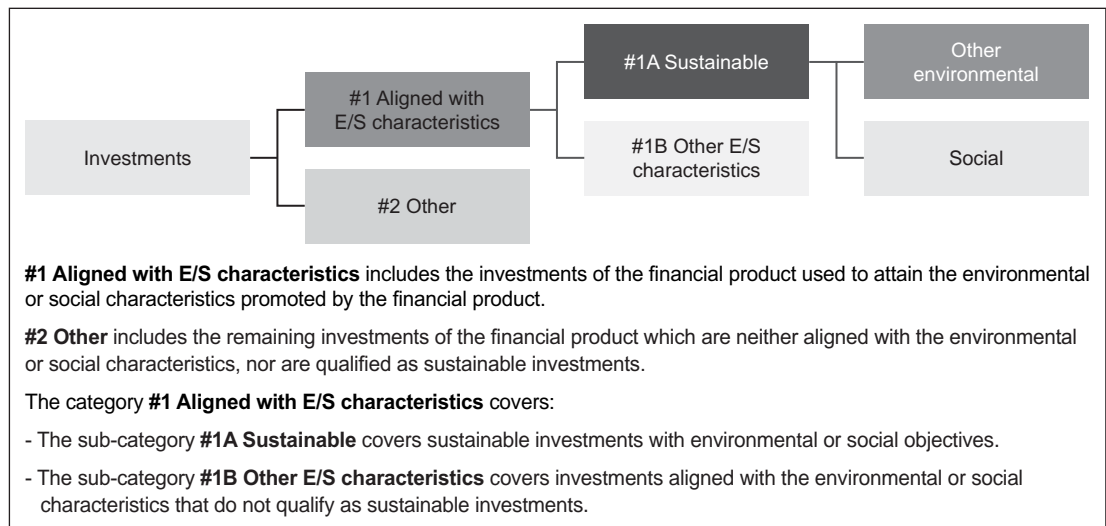 #1A Sustainable
Other
environmental
#1 Aligned with
E/S characteristics
Investments
#1B Other E/S
characteristics
Social
#2 Other
#1 Aligned with E/S characteristics includes the investments of the financial product used to attain the environmental
or social characteristics promoted by the financial product.
#2 Other includes the remaining investments of the financial product which are neither aligned with the environmental
or social characteristics, nor are qualified as sustainable investments.
The category #1 Aligned with E/S characteristics covers:
- The sub-category #1A Sustainable covers sustainable investments with environmental or social objectives.
- The sub-category #1B Other E/S characteristics covers investments aligned with the environmental or social
characteristics that do not qualify as sustainable investments.